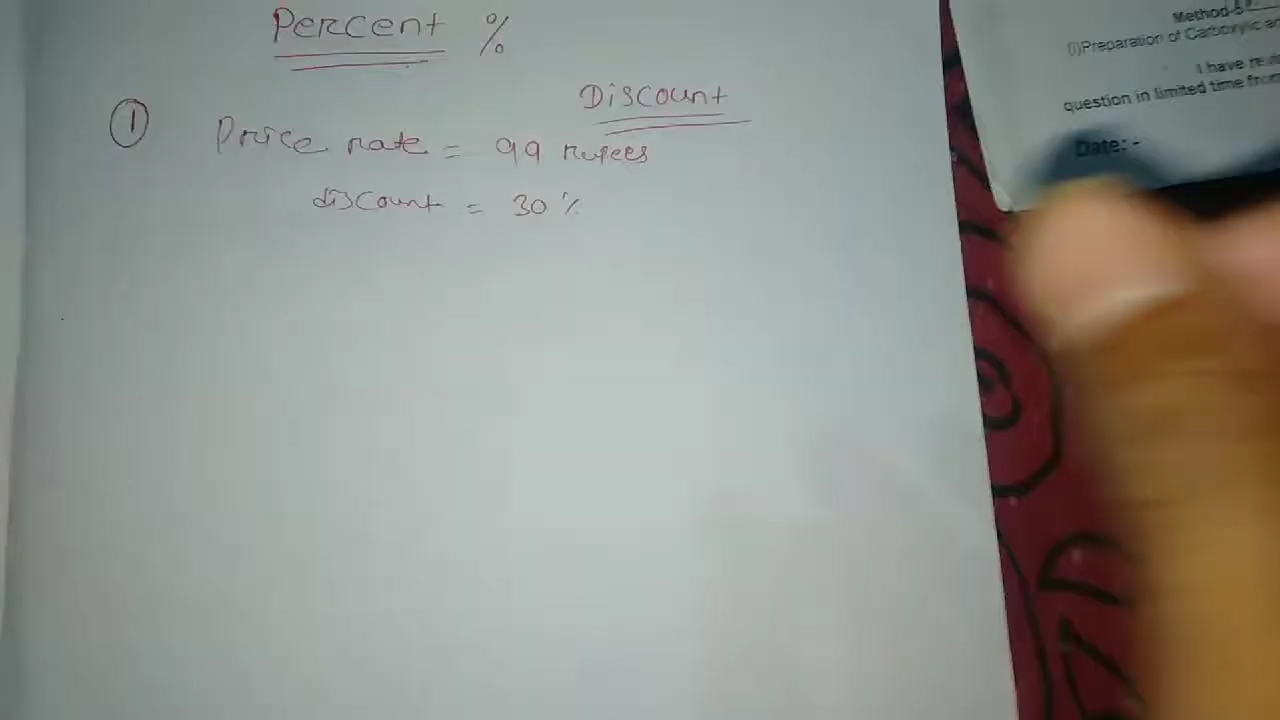 Percent %
Discount
① Price rate = 99 rupees
discount = 30 %
Method-5
(i)Preparation of Carboxylic
I have
question in limited time from
Date: -